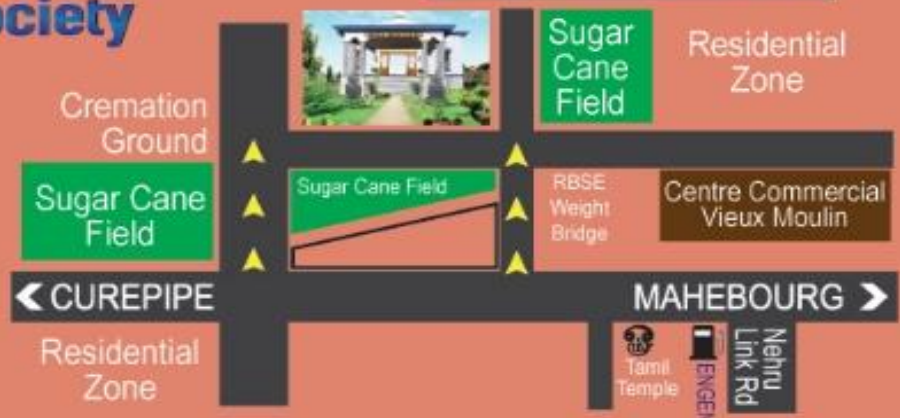 ociety
Sugar
Cane
Field
Residential
Zone
Cremation
Ground
Sugar Cane
Field
Sugar Cane Field
RBSE
Weight
Bridge
Centre Commercial
Vieux Moulin
CUREPIPE
MAHEBOURG
Residential
Zone
Tamil
Temple
ENGEN
Nehru
Link Rd